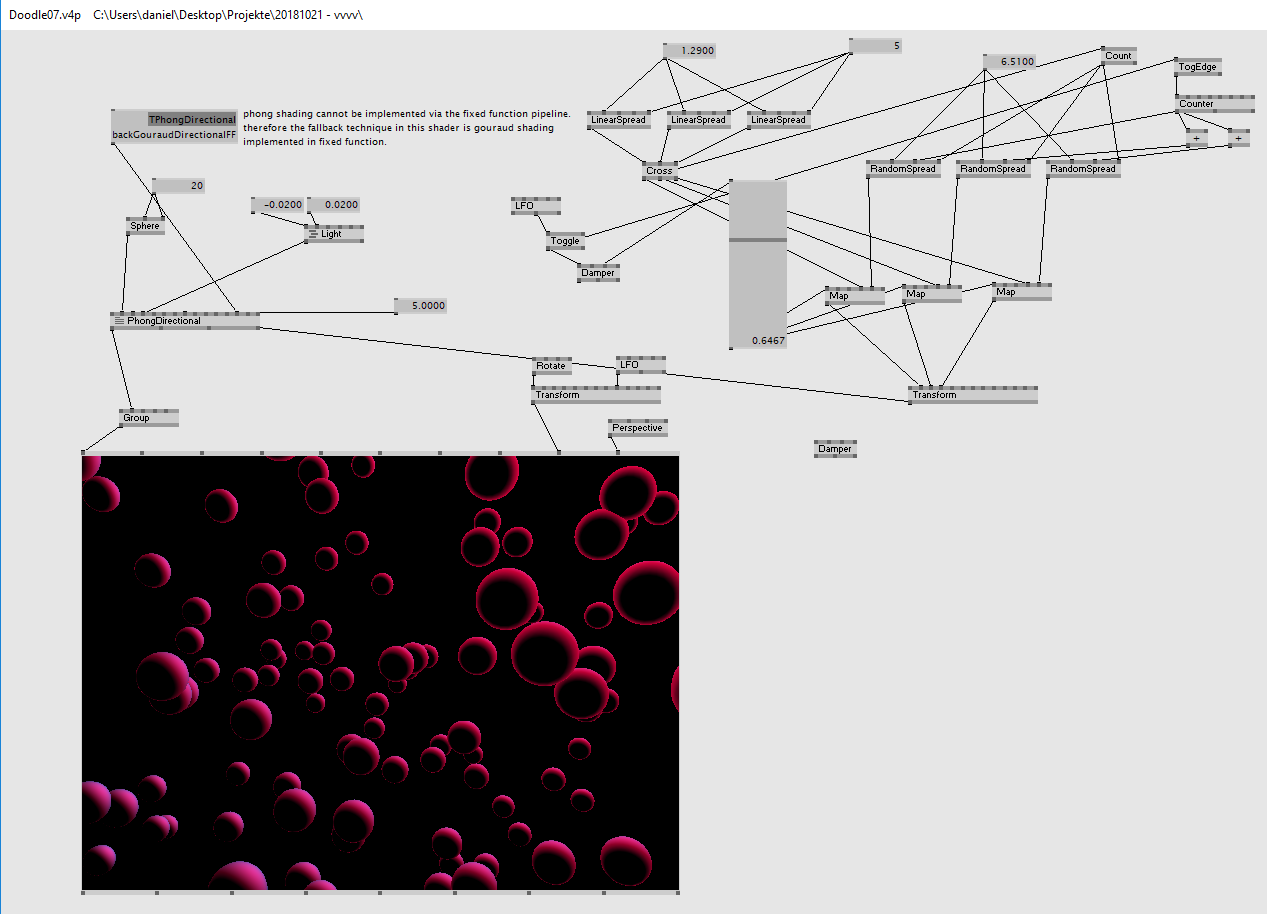 Doodle07.v4p    C:\Users\daniel\Desktop\Projekte\20181021 - vvvv\
1.2900
5
6.5100
Count
TogEdge
Counter
TPhongDirectional
backGouraudDirectionalFF
phong shading cannot be implemented via the fixed function pipeline.
therefore the fallback technique in this shader is gouraud shading
implemented in fixed function.
LinearSpread
LinearSpread
LinearSpread
+
+
Cross
RandomSpread
RandomSpread
RandomSpread
20
-0.0200
0.0200
LFO
Sphere
Light
Toggle
Damper
Map
Map
Map
5.0000
PhongDirectional
0.6467
Rotate
LFO
Transform
Transform
Group
Perspective
Damper